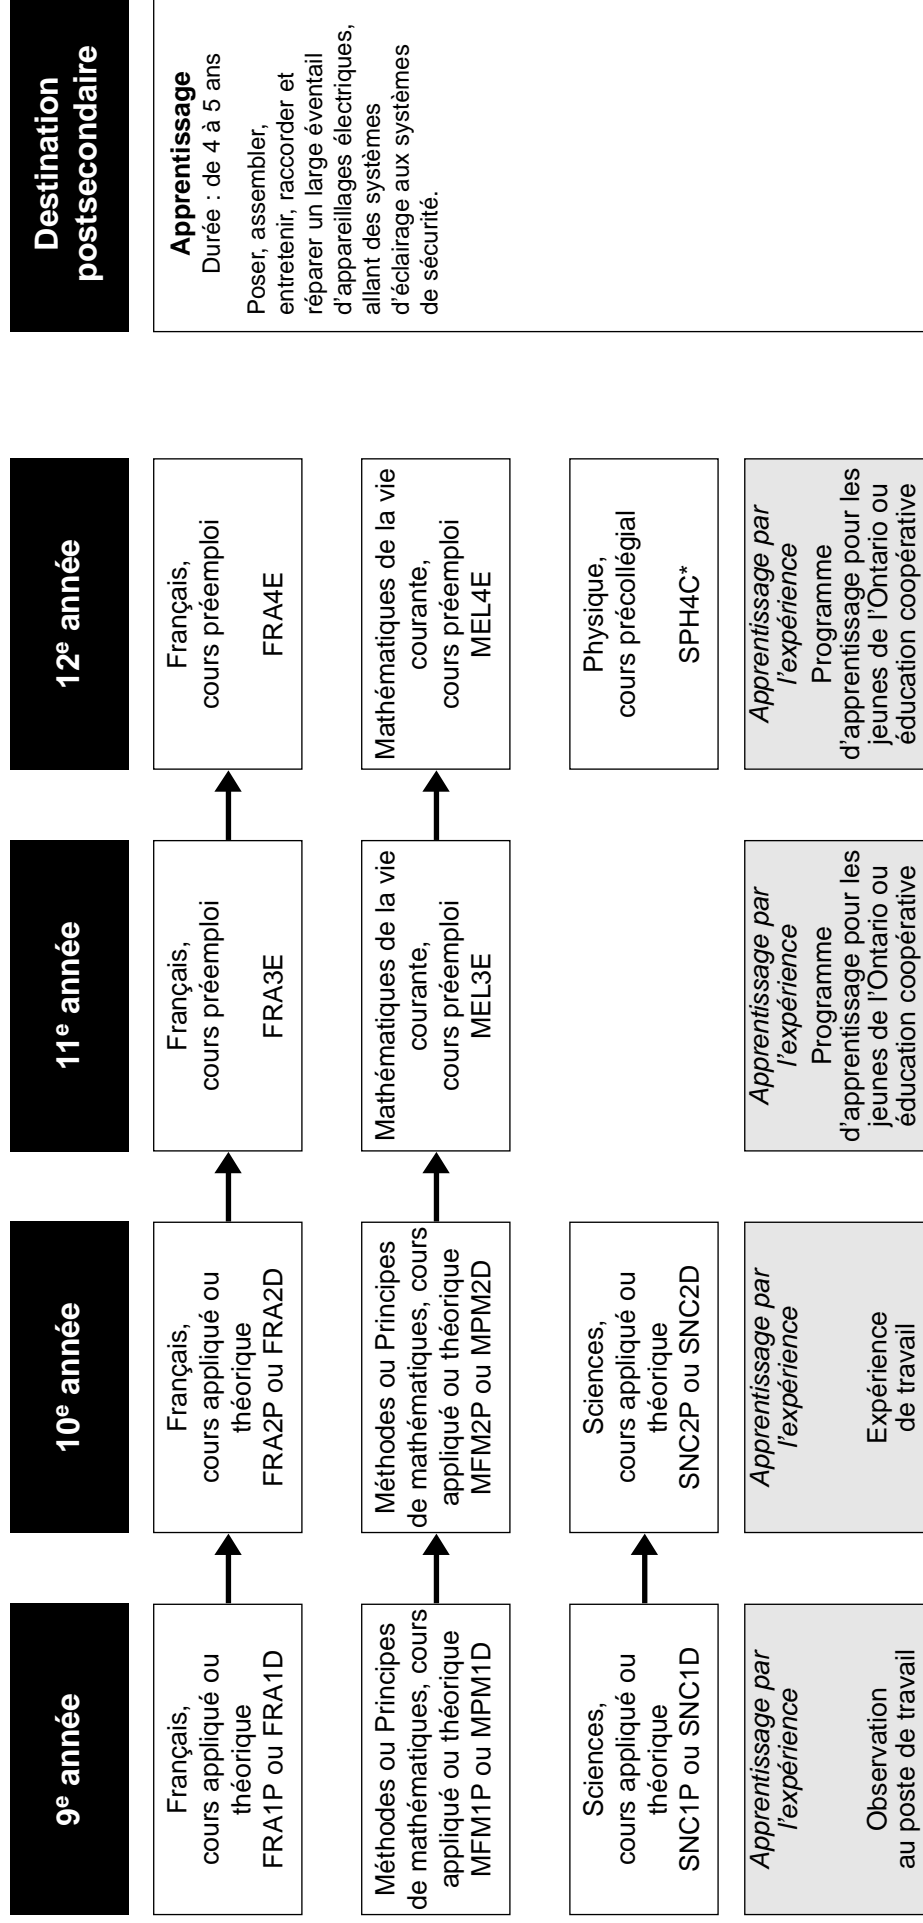 9e année
10e année
11e année
12e année
Destination
postsecondaire
Français,
cours appliqué ou
théorique
FRA1P ou FRA1D
Français,
cours appliqué ou
théorique
FRA2P ou FRA2D
Français,
cours préemploi
FRA3E
Français,
cours préemploi
FRA4E
Apprentissage
Durée : de 4 à 5 ans
Poser, assembler,
entretenir, raccorder et
réparer un large éventail
d'appareillages électriques,
allant des systèmes
d'éclairage aux systèmes
de sécurité.
Méthodes ou Principes
de mathématiques, cours
appliqué ou théorique
MFM1P ou MPM1D
Méthodes ou Principes
de mathématiques, cours
appliqué ou théorique
MFM2P ou MPM2D
Mathématiques de la vie
courante,
cours préemploi
MEL3E
Mathématiques de la vie
courante,
cours préemploi
MEL4E
Sciences,
cours appliqué ou
théorique
SNC1P ou SNC1D
Sciences,
cours appliqué ou
théorique
SNC2P ou SNC2D
Physique,
cours précollégial
SPH4C*
Apprentissage par
l'expérience
Observation
au poste de travail
Apprentissage par
l'expérience
Expérience
de travail
Apprentissage par
l'expérience
Programme
d'apprentissage pour les
jeunes de l'Ontario ou
éducation coopérative
Apprentissage par
l'expérience
Programme
d'apprentissage pour les
jeunes de l'Ontario ou
éducation coopérative